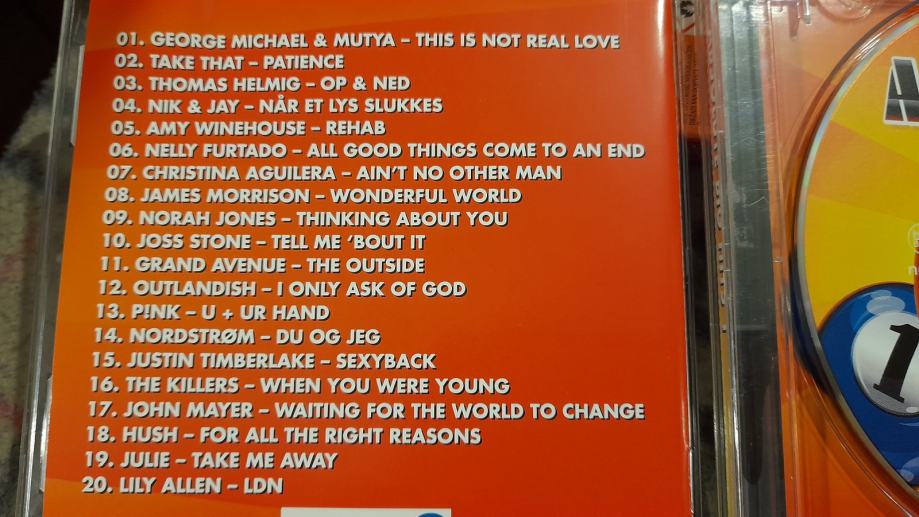 01. GEORGE MICHAEL & MUTYA – THIS IS NOT REAL LOVE
02. TAKE THAT – PATIENCE
03. THOMAS HELMIG – OP & NED
04. NIK & JAY – NÅR ET LYS SLUKKES
05. AMY WINEHOUSE – REHAB
06. NELLY FURTADO – ALL GOOD THINGS COME TO AN END
07. CHRISTINA AGUILERA – AIN'T NO OTHER MAN
08. JAMES MORRISON – WONDERFUL WORLD
09. NORAH JONES – THINKING ABOUT YOU
10. JOSS STONE – TELL ME 'BOUT IT
11. GRAND AVENUE – THE OUTSIDE
12. OUTLANDISH – I ONLY ASK OF GOD
13. P!NK – U + UR HAND
14. NORDSTRØM – DU OG JEG
15. JUSTIN TIMBERLAKE – SEXYBACK
16. THE KILLERS – WHEN YOU WERE YOUNG
17. JOHN MAYER – WAITING FOR THE WORLD TO CHANGE
18. HUSH – FOR ALL THE RIGHT REASONS
19. JULIE – TAKE ME AWAY
20. LILY ALLEN – LDN
1